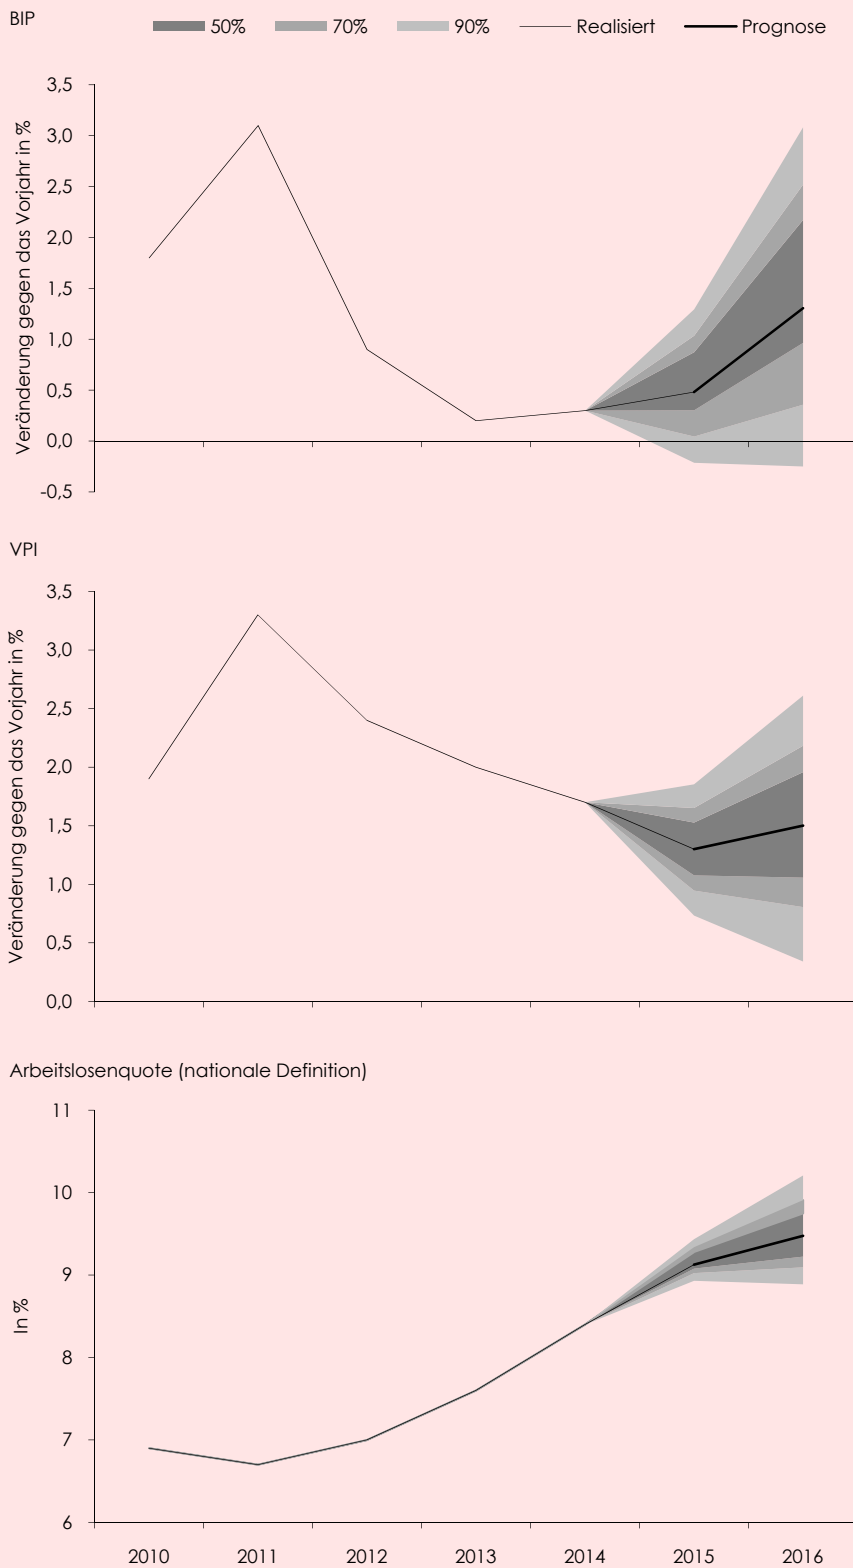 BIP
50% 70% 90% Realisiert Prognose
Veränderung gegen das Vorjahr in %
3,5
3,0
2,5
2,0
1,5
1,0
0,5
0,0
-0,5
VPI
Veränderung gegen das Vorjahr in %
3,5
3,0
2,5
2,0
1,5
1,0
0,5
0,0
Arbeitslosenquote (nationale Definition)
In %
11
10
9
8
7
6
2010 2011 2012 2013 2014 2015 2016